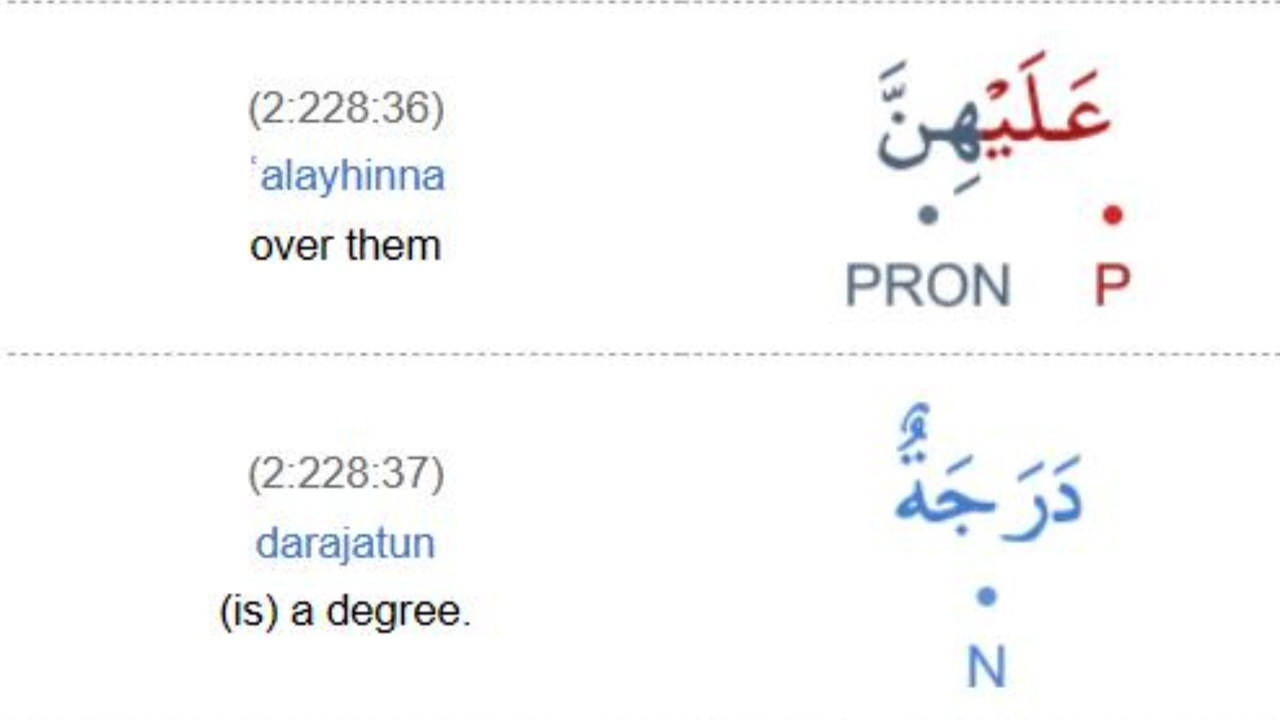 (2:228:36)
ʿalayhinna
over them
عَلَيْهِنَّ
PRON P
(2:228:37)
darajatun
(is) a degree.
دَرَجَةٌ
N